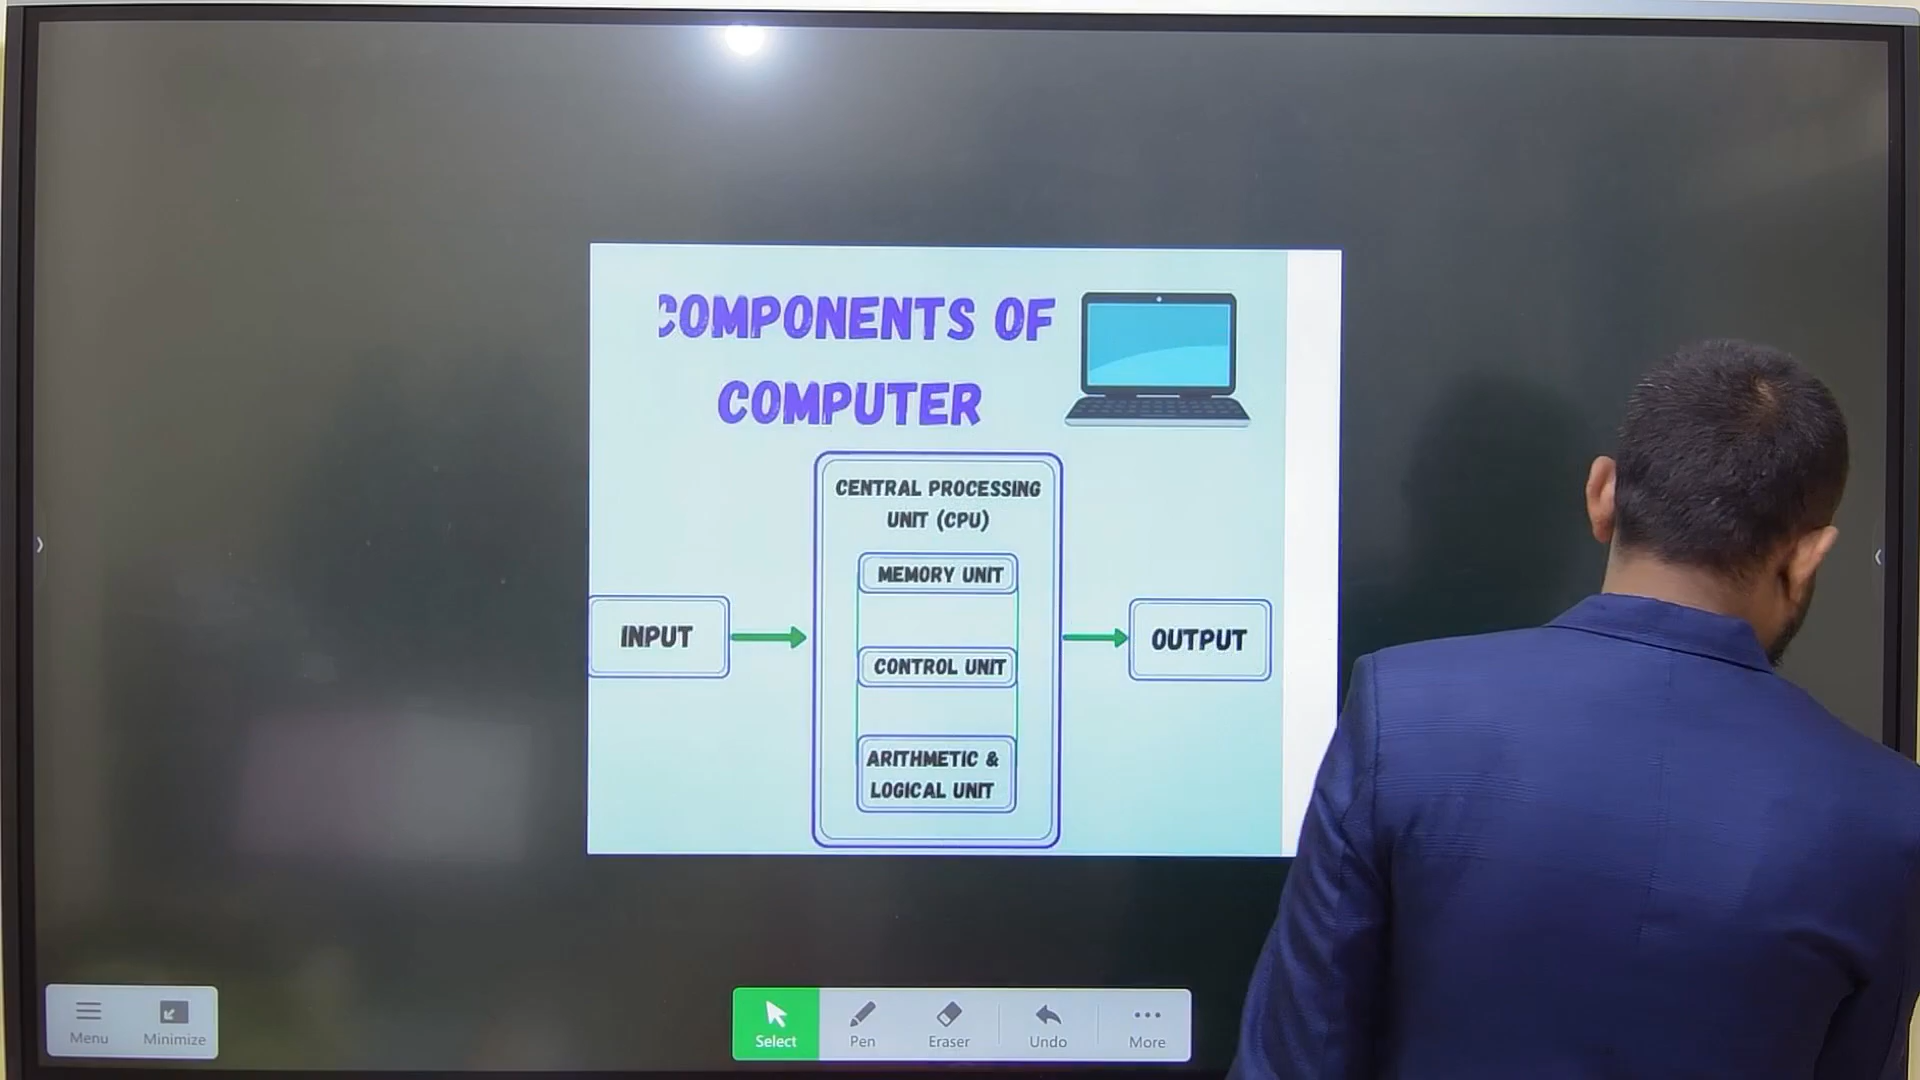 COMPONENTS OF
COMPUTER
CENTRAL PROCESSING
UNIT (CPU)
MEMORY UNIT
INPUT
OUTPUT
CONTROL UNIT
ARITHMETIC &
LOGICAL UNIT
Menu
Minimize
Select
Pen
Eraser
Undo
More